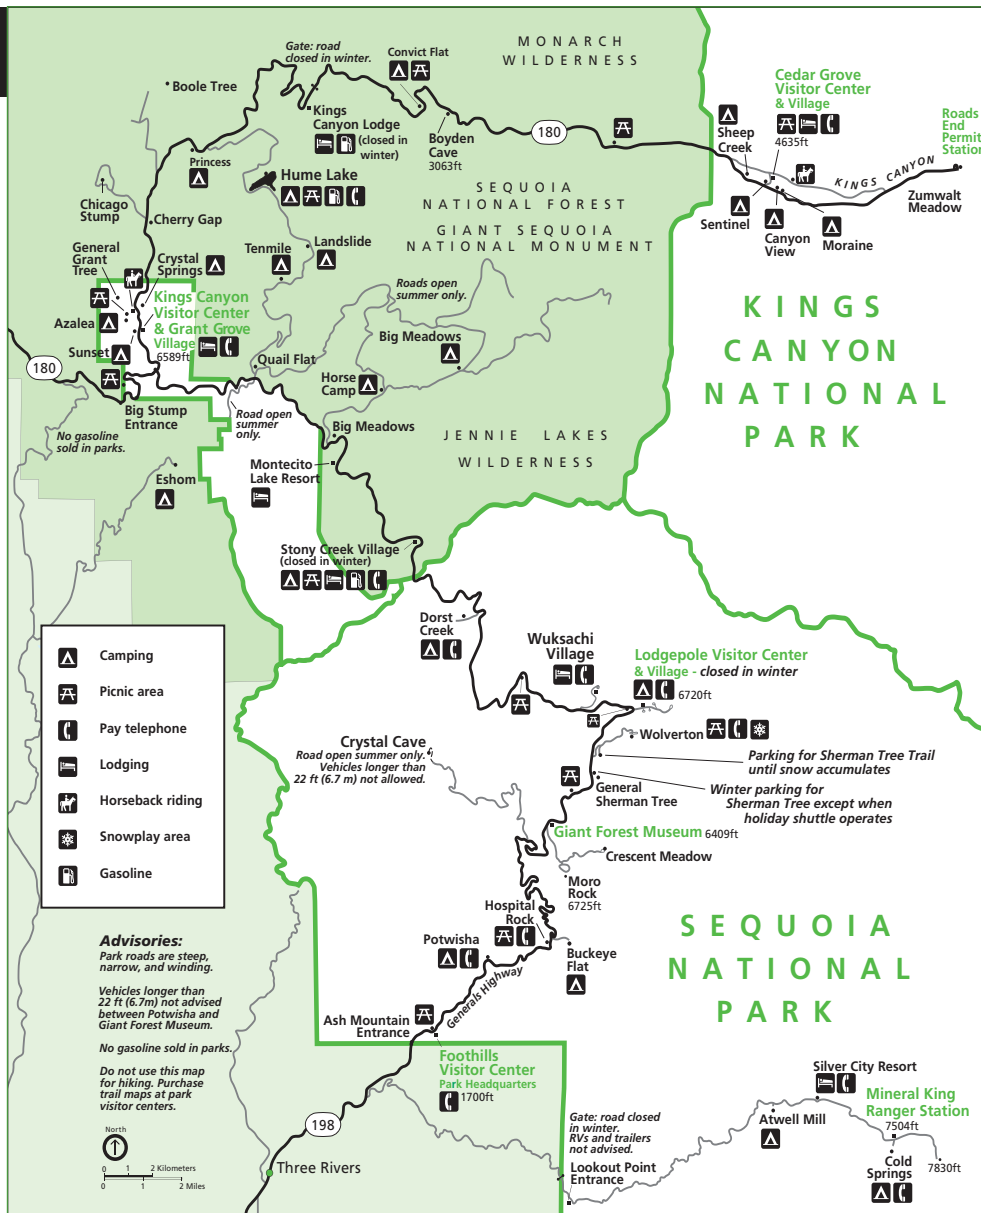 MONARCH
WILDERNESS
Gate: road
closed in winter.
Convict Flat
Boole Tree
Kings
Canyon Lodge
(closed in
winter)
Boyden
Cave
3063ft
180
Cedar Grove
Visitor Center
& Village
4635ft
Sheep
Creek
Roads
End
Permit
Station
KINGS CANYON
Zumwalt
Meadow
Sentinel
Canyon
View
Moraine
Princess
Hume Lake
SEQUOIA
NATIONAL FOREST
GIANT SEQUOIA
NATIONAL MONUMENT
Chicago
Stump
Cherry Gap
General
Grant
Tree
Crystal
Springs
Tenmile
Landslide
Roads open
summer only.
Kings Canyon
Visitor Center
& Grant Grove
Village
6589ft
Azalea
Sunset
180
Big Meadows
Quail Flat
Horse
Camp
KINGS
CANYON
NATIONAL
PARK
Big Stump
Entrance
Road open
summer
only.
Big Meadows
No gasoline
sold in parks.
JENNIE LAKES
WILDERNESS
Montecito
Lake Resort
Eshom
Stony Creek Village
(closed in winter)
Dorst
Creek
Wuksachi
Village
Lodgepole Visitor Center
& Village - closed in winter
6720ft
Camping
Picnic area
Pay telephone
Lodging
Horseback riding
Snowplay area
Gasoline
Wolverton
Crystal Cave
Road open summer only.
Vehicles longer than
22 ft (6.7 m) not allowed.
Parking for Sherman Tree Trail
until snow accumulates
General
Sherman Tree
Winter parking for
Sherman Tree except when
holiday shuttle operates
Giant Forest Museum 6409ft
Crescent Meadow
Moro
Rock
6725ft
Hospital
Rock
Potwisha
Buckeye
Flat
Generals Highway
SEQUOIA
NATIONAL
PARK
Advisories:
Park roads are steep,
narrow, and winding.
Vehicles longer than
22 ft (6.7m) not advised
between Potwisha and
Giant Forest Museum.
No gasoline sold in parks.
Do not use this map
for hiking. Purchase
trail maps at park
visitor centers.
Ash Mountain
Entrance
Foothills
Visitor Center
Park Headquarters
1700ft
198
Three Rivers
North
0 1 2 Kilometers
0 1 2 Miles
Gate: road closed
in winter.
RVs and trailers
not advised.
Lookout Point
Entrance
Silver City Resort
Atwell Mill
Mineral King
Ranger Station
7504ft
Cold
Springs
7830ft